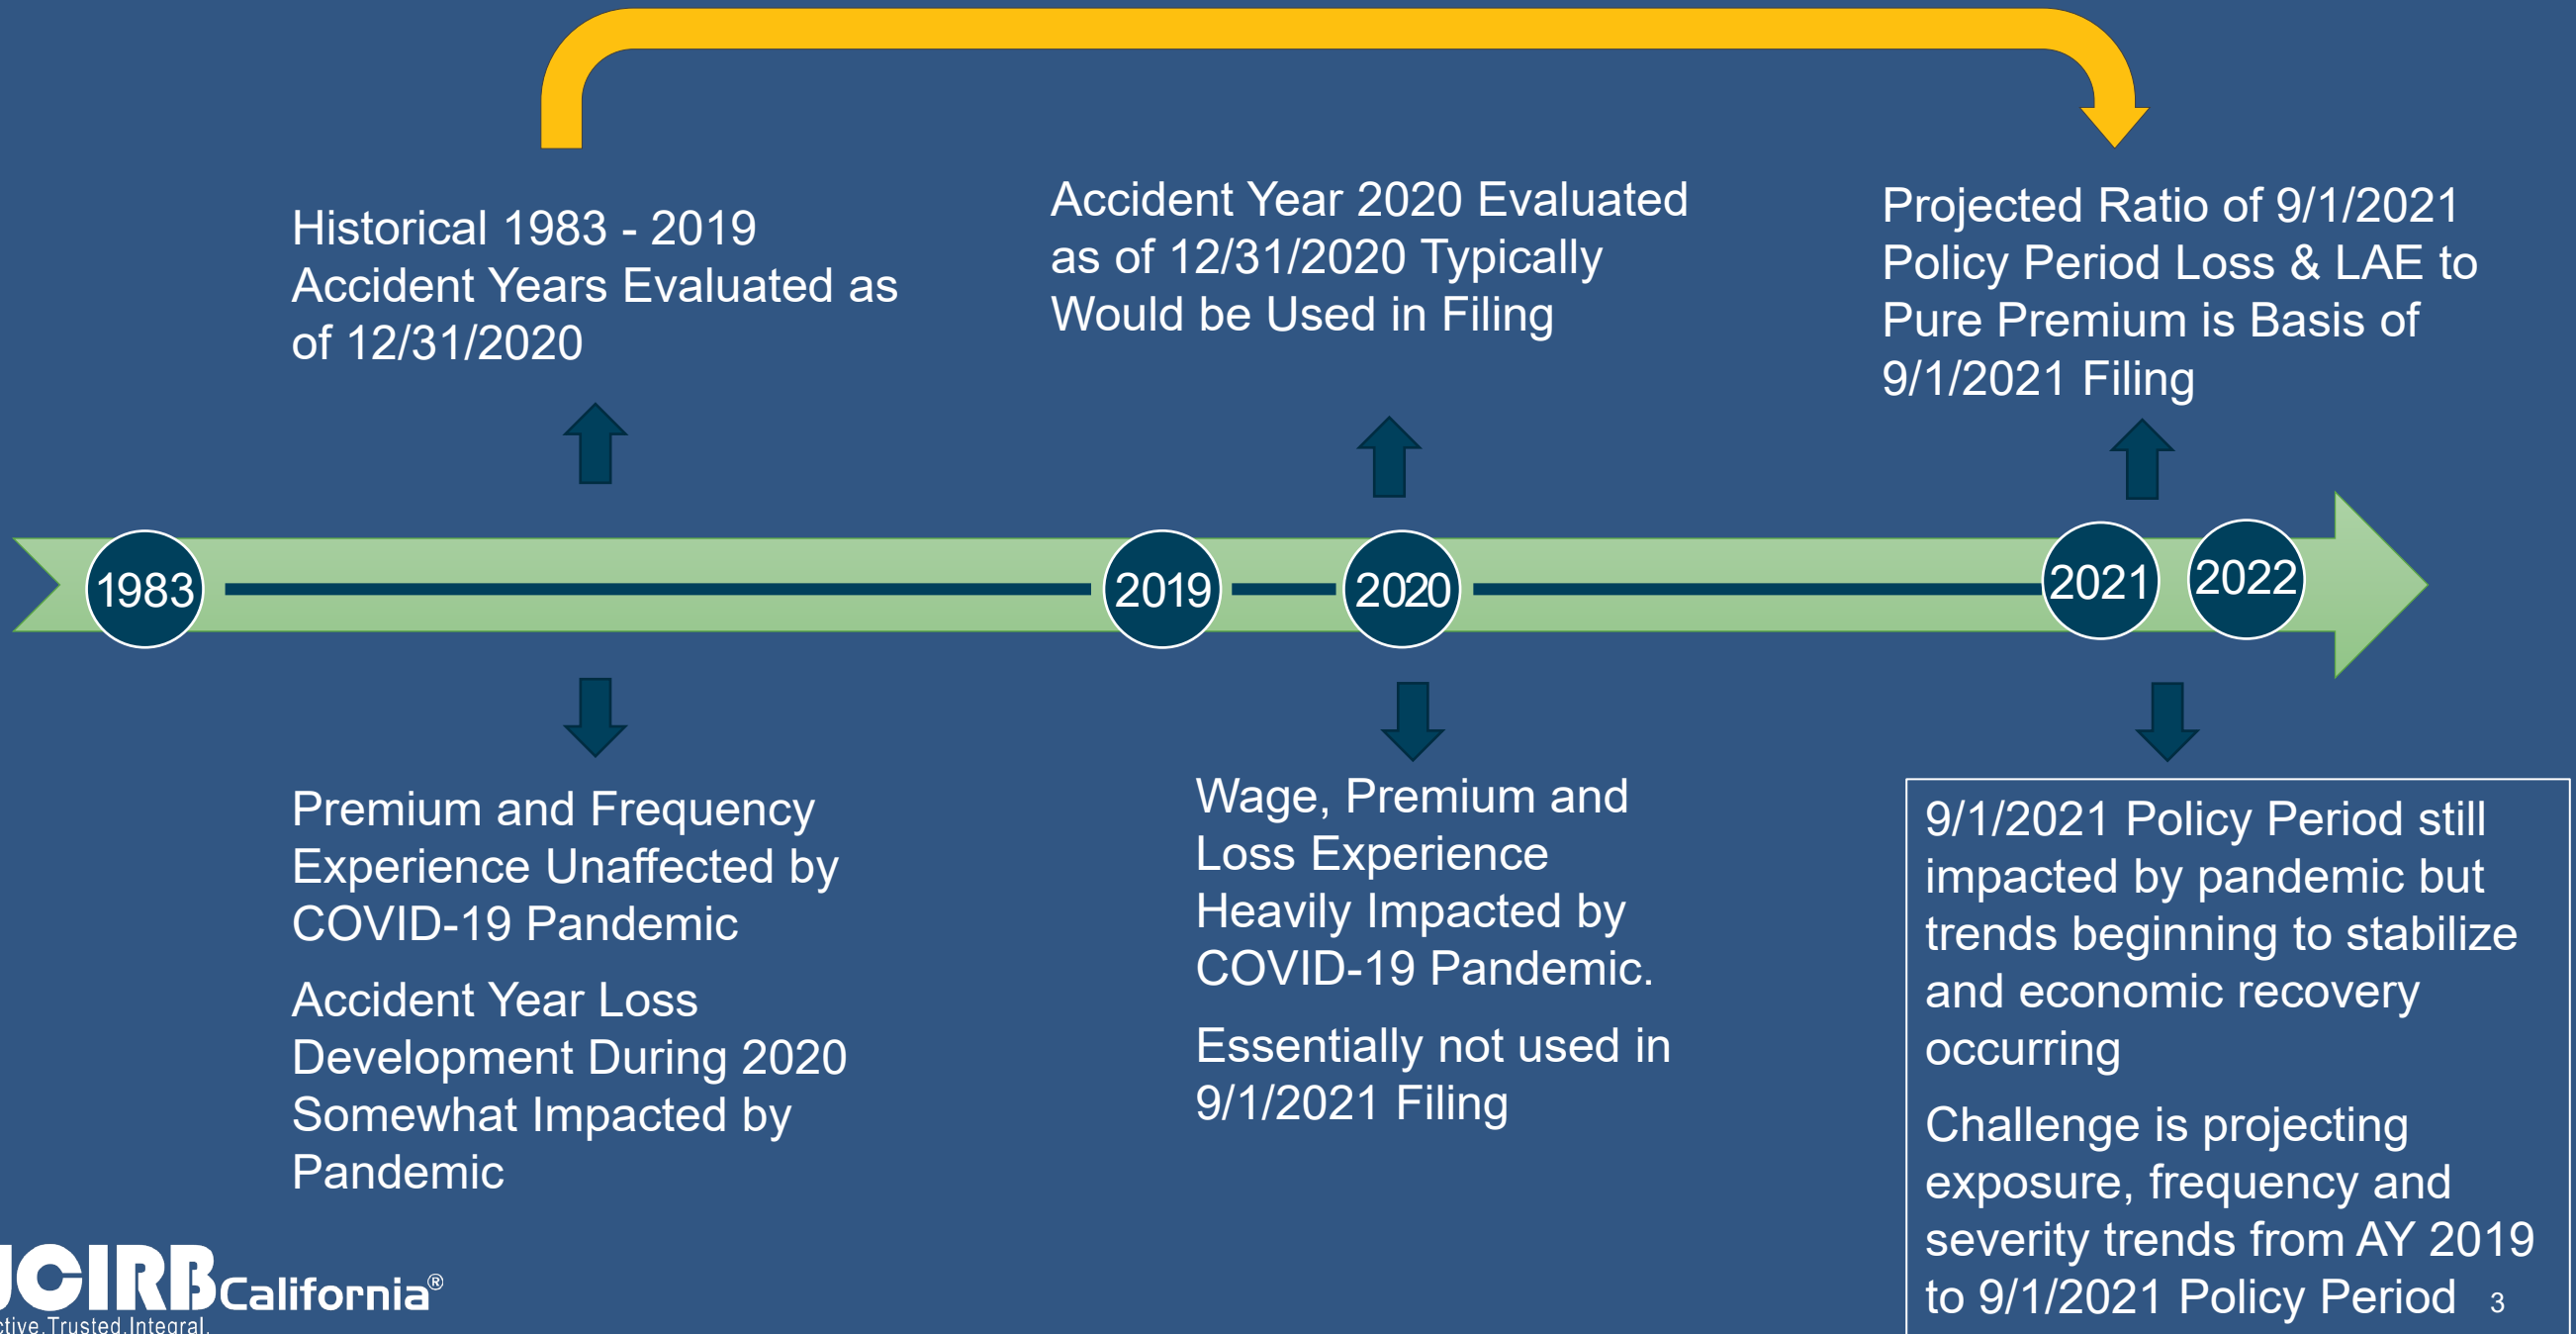 Historical 1983 - 2019
Accident Years Evaluated as
of 12/31/2020
Accident Year 2020 Evaluated
as of 12/31/2020 Typically
Would be Used in Filing
Projected Ratio of 9/1/2021
Policy Period Loss & LAE to
Pure Premium is Basis of
9/1/2021 Filing
1983
2019
2020
2021
2022
Premium and Frequency
Experience Unaffected by
COVID-19 Pandemic
Accident Year Loss
Development During 2020
Somewhat Impacted by
Pandemic
Wage, Premium and
Loss Experience
Heavily Impacted by
COVID-19 Pandemic.
Essentially not used in
9/1/2021 Filing
9/1/2021 Policy Period still
impacted by pandemic but
trends beginning to stabilize
and economic recovery
occurring
Challenge is projecting
exposure, frequency and
severity trends from AY 2019
to 9/1/2021 Policy Period
CIRB California®
Trusted.Integral.
3